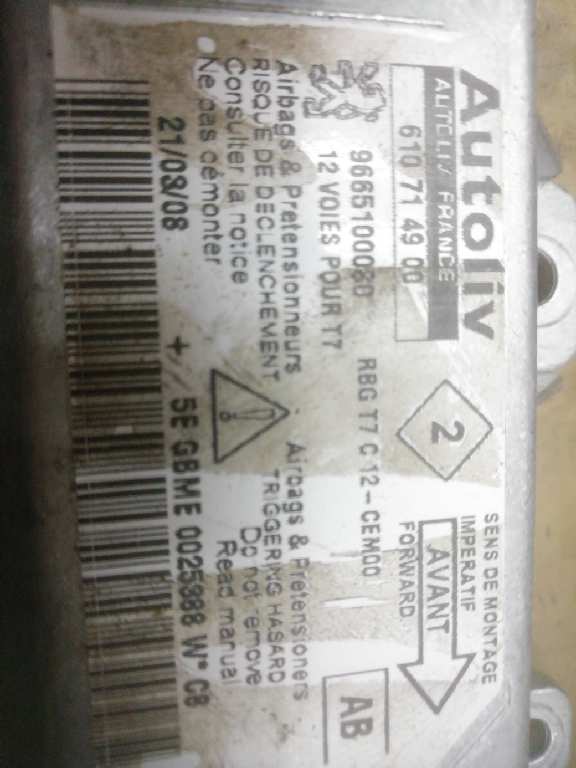 Autoliv
AUTOLIV FRANCE
610 71 49 00
2
SENS DE MONTAGE
IMPERATIF
AVANT
FORWARD
9665100080
12 VOIES POUR T7
RBG T7 C 12-CEM00
AB
Airbags & Pretensionneurs
RISQUE DE DECLENCHEMENT
Consulter la notice
Ne pas démonter
Airbags & Pretensioners
TRIGGERING HASARD
Do not remove
Read manual
21/08/08 + 5E GBME 0025388 W* C8